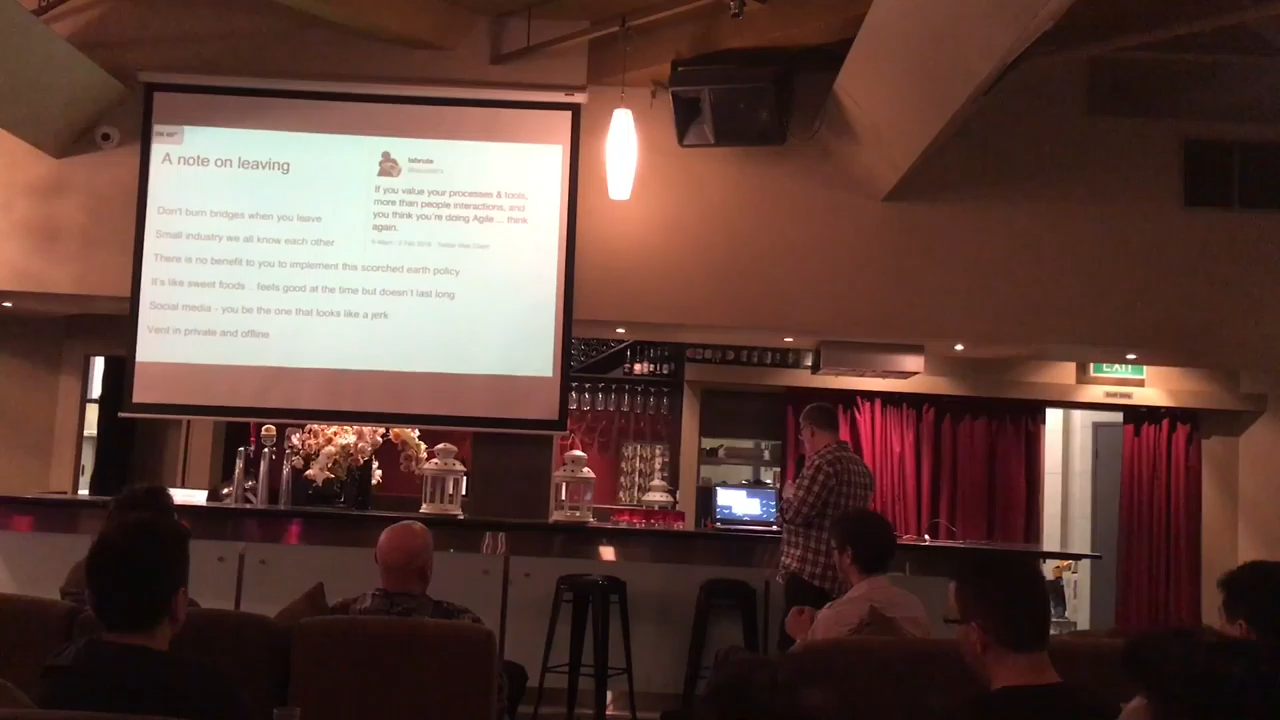 A note on leaving
Don't burn bridges when you leave
Small industry we all know each other
There is no benefit to you to implement this scorched earth policy
It's like sweet foods .. feels good at the time but doesn't last long
Social media - you be the one that looks like a jerk
Vent in private and offline
If you value your processes & tools,
more than people interactions, and
you think you're doing Agile ... think
again.
EXIT